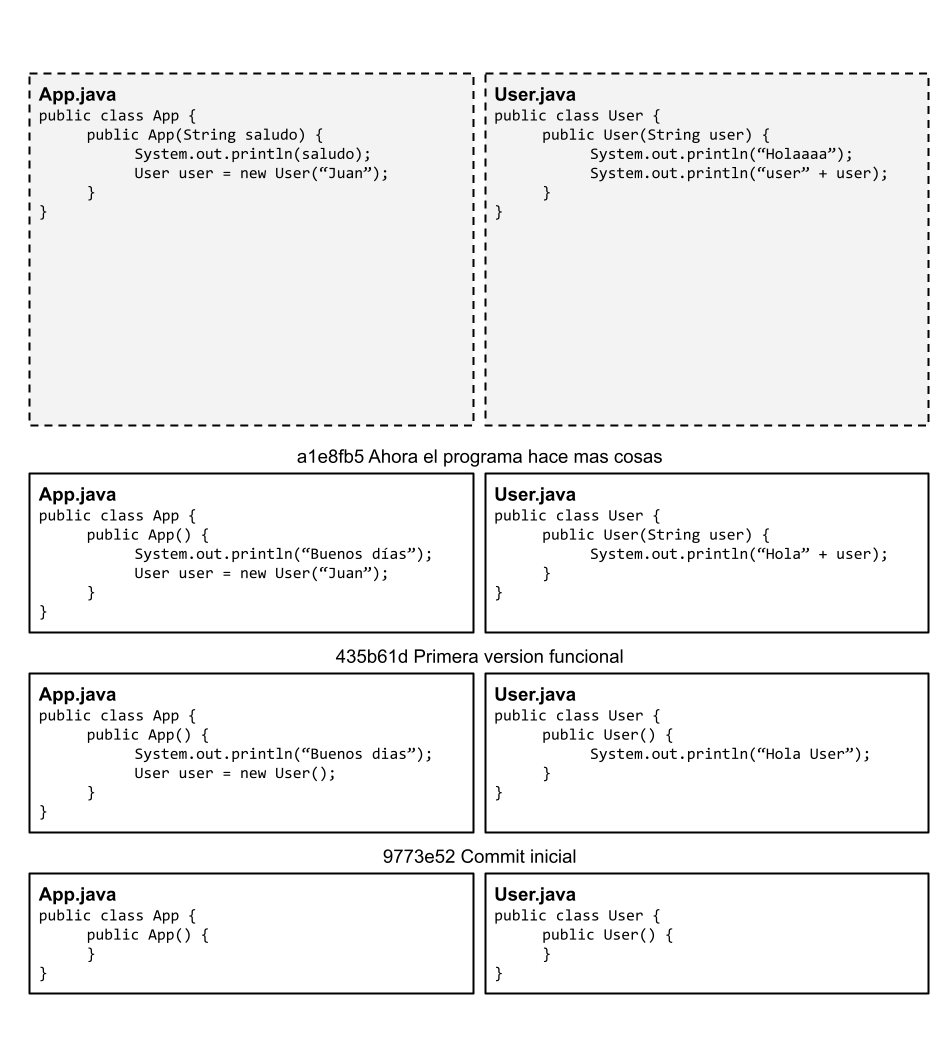 App.java
public class App {
public App(String saludo) {
System.out.println(saludo);
User user = new User(“Juan”);
}
}
User.java
public class User {
public User(String user) {
System.out.println(“Holaaaa”);
System.out.println(“user” + user);
}
}
a1e8fb5 Ahora el programa hace mas cosas
App.java
public class App {
public App() {
System.out.println(“Buenos días”);
User user = new User(“Juan”);
}
}
User.java
public class User {
public User(String user) {
System.out.println(“Hola” + user);
}
}
435b61d Primera version funcional
App.java
public class App {
public App() {
System.out.println(“Buenos dias”);
User user = new User();
}
}
User.java
public class User {
public User() {
System.out.println(“Hola User”);
}
}
9773e52 Commit inicial
App.java
public class App {
public App() {
}
}
User.java
public class User {
public User() {
}
}